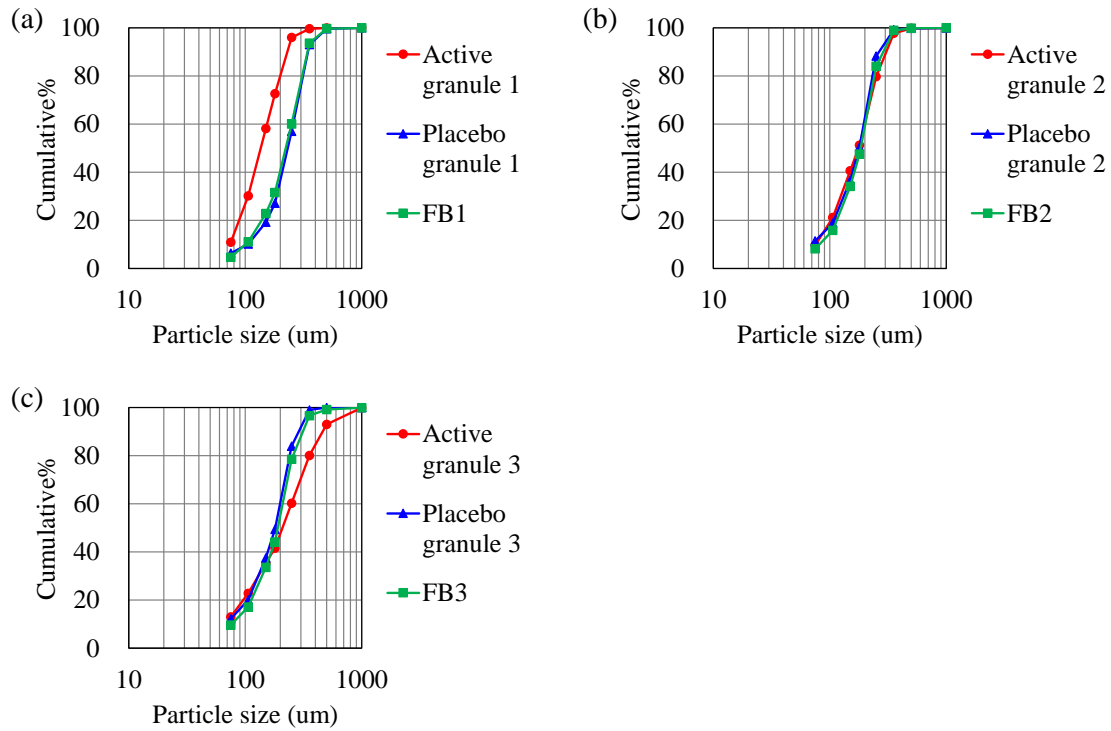 (a)
100
80
60
40
20
0
Cumulative%
10
100
1000
Particle size (um)
Active
granule 1
Placebo
granule 1
FB1
(b)
100
80
60
40
20
0
Cumulative%
10
100
1000
Particle size (um)
Active
granule 2
Placebo
granule 2
FB2
(c)
100
80
60
40
20
0
Cumulative%
10
100
1000
Particle size (um)
Active
granule 3
Placebo
granule 3
FB3